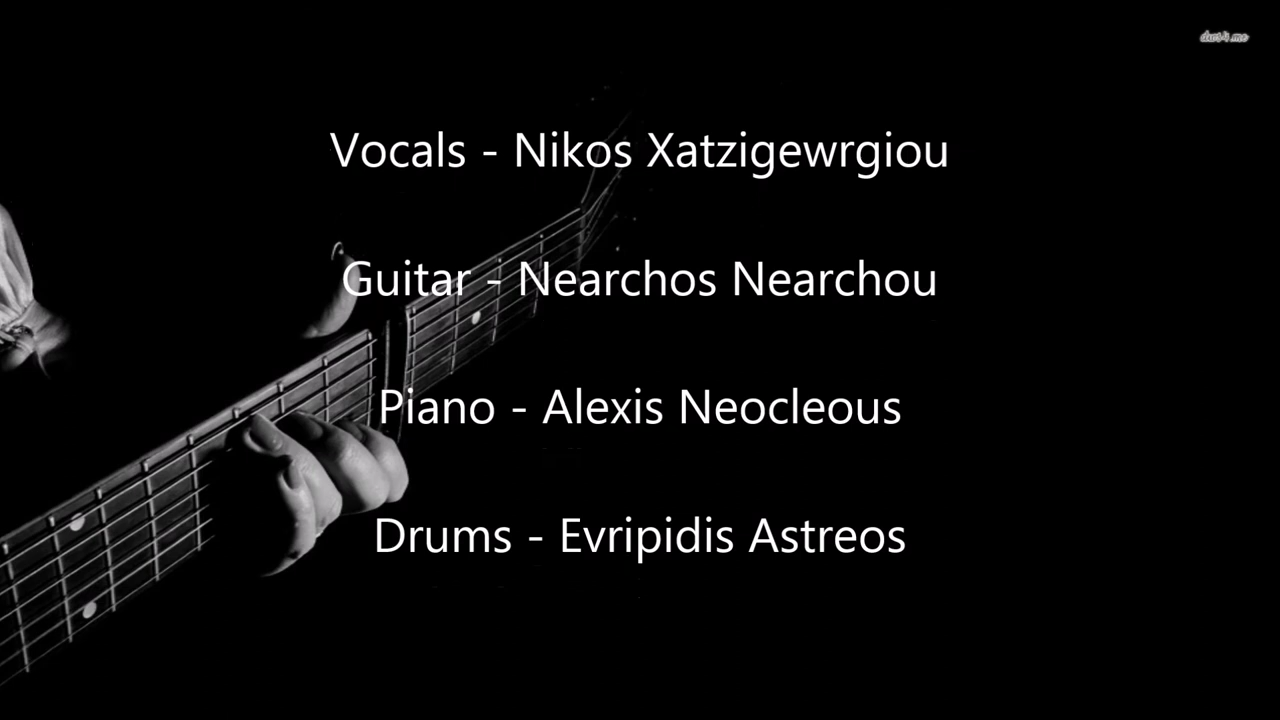 Vocals - Nikos Xatzigewrgiou
Guitar - Nearchos Nearchou
Piano - Alexis Neocleous
Drums - Evripidis Astreos